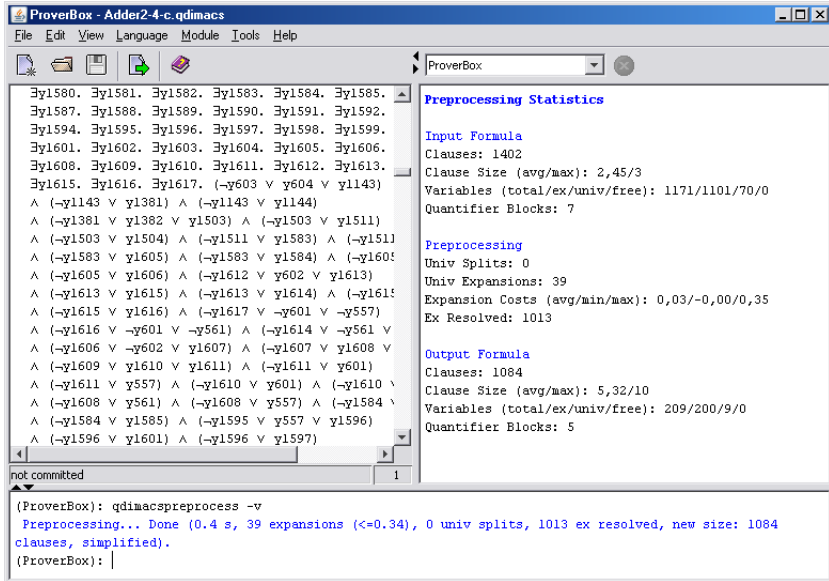 ProverBox - Adder2-4-c.qdimacs
File Edit View Language Module Tools Help
ProverBox
∃y1580. ∃y1581. ∃y1582. ∃y1583. ∃y1584. ∃y1585.
∃y1587. ∃y1588. ∃y1589. ∃y1590. ∃y1591. ∃y1592.
∃y1594. ∃y1595. ∃y1596. ∃y1597. ∃y1598. ∃y1599.
∃y1601. ∃y1602. ∃y1603. ∃y1604. ∃y1605. ∃y1606.
∃y1608. ∃y1609. ∃y1610. ∃y1611. ∃y1612. ∃y1613.
∃y1615. ∃y1616. ∃y1617. (¬y603 ∨ y604 ∨ y1143)
∧ (¬y1143 ∨ y1381) ∧ (¬y1143 ∨ y1144)
∧ (¬y1381 ∨ y1382 ∨ y1503) ∧ (¬y1503 ∨ y1511)
∧ (¬y1503 ∨ y1504) ∧ (¬y1511 ∨ y1583) ∧ (¬y1511
∧ (¬y1583 ∨ y1605) ∧ (¬y1583 ∨ y1584) ∧ (¬y1605
∧ (¬y1605 ∨ y1606) ∧ (¬y1612 ∨ y602 ∨ y1613)
∧ (¬y1613 ∨ y1615) ∧ (¬y1613 ∨ y1614) ∧ (¬y1615
∧ (¬y1615 ∨ y1616) ∧ (¬y1617 ∨ ¬y601 ∨ ¬y557)
∧ (¬y1616 ∨ ¬y601 ∨ ¬y561) ∧ (¬y1614 ∨ ¬y561 ∨
∧ (¬y1606 ∨ ¬y602 ∨ y1607) ∧ (¬y1607 ∨ y1608 ∨
∧ (¬y1609 ∨ y1610 ∨ y1611) ∧ (¬y1611 ∨ y601)
∧ (¬y1611 ∨ y557) ∧ (¬y1610 ∨ y601) ∧ (¬y1610 ∨
∧ (¬y1608 ∨ y561) ∧ (¬y1608 ∨ y557) ∧ (¬y1584 ∨
∧ (¬y1584 ∨ y1585) ∧ (¬y1595 ∨ y557 ∨ y1596)
∧ (¬y1596 ∨ y1601) ∧ (¬y1596 ∨ y1597)
not committed 1
Preprocessing Statistics
Input Formula
Clauses: 1402
Clause Size (avg/max): 2,45/3
Variables (total/ex/univ/free): 1171/1101/70/0
Quantifier Blocks: 7
Preprocessing
Univ Splits: 0
Univ Expansions: 39
Expansion Costs (avg/min/max): 0,03/-0,00/0,35
Ex Resolved: 1013
Output Formula
Clauses: 1084
Clause Size (avg/max): 5,32/10
Variables (total/ex/univ/free): 209/200/9/0
Quantifier Blocks: 5
(ProverBox): qdimacspreprocess -v
Preprocessing... Done (0.4 s, 39 expansions (<=0.34), 0 univ splits, 1013 ex resolved, new size: 1084
clauses, simplified).
(ProverBox):